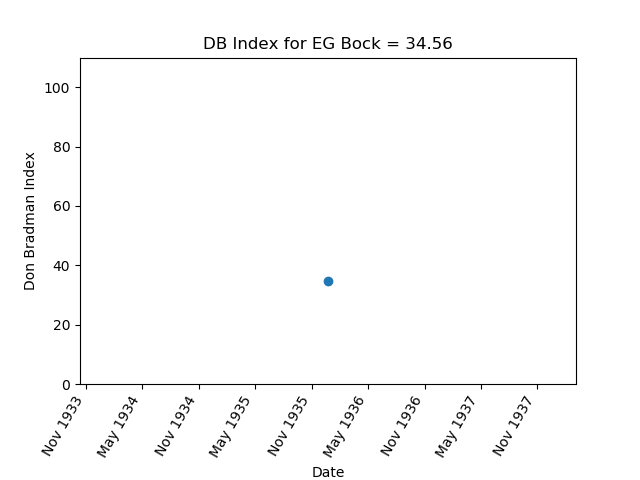 DB Index for EG Bock = 34.56
100
80
60
40
20
0
Don Bradman Index
Nov 1933
May 1934
Nov 1934
May 1935
Nov 1935
May 1936
Nov 1936
May 1937
Nov 1937
Date